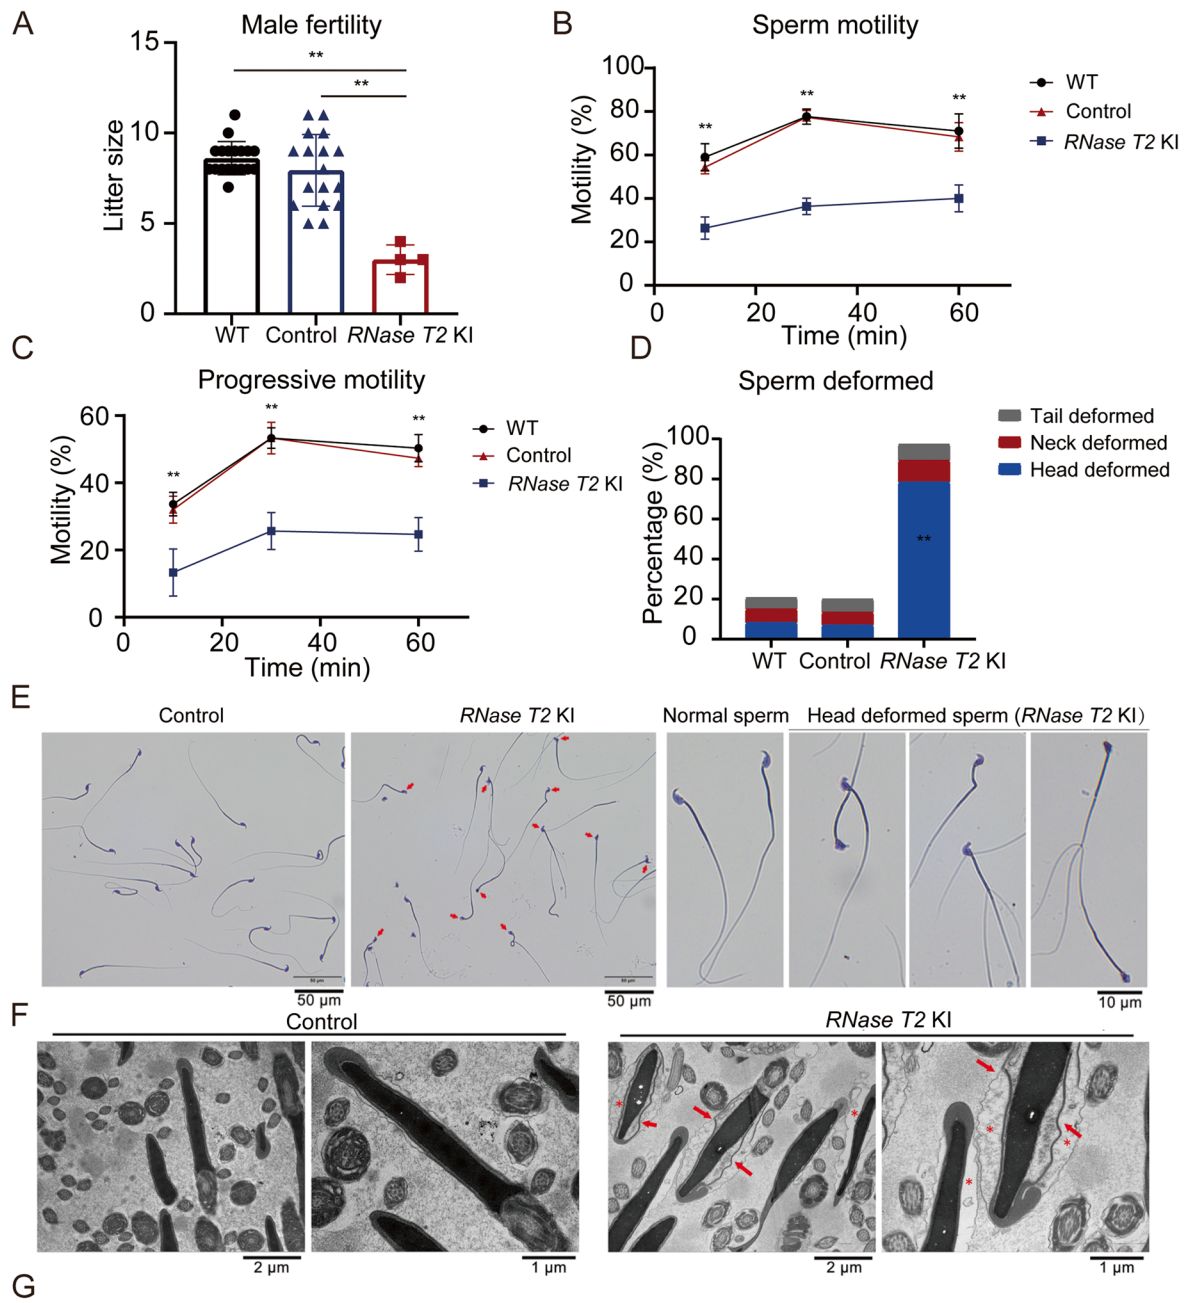 A
Male fertility
15
10
5
0
Litter size
**
**
WT
Control
RNase T2 KI
B
Sperm motility
100
80
60
40
20
0
Motility (%)
**
**
**
0
20
40
60
Time (min)
WT
Control
RNase T2 KI
C
Progressive motility
60
40
20
0
Motility (%)
**
**
**
0
20
40
60
Time (min)
WT
Control
RNase T2 KI
D
Sperm deformed
100
80
60
40
20
0
Percentage (%)
**
WT
Control
RNase T2 KI
Tail deformed
Neck deformed
Head deformed
E
Control
RNase T2 KI
Normal sperm
Head deformed sperm (RNase T2 KI)
50 μm
50 μm
50 μm
50 μm
10 μm
F
Control
RNase T2 KI
*
*
*
*
*
2 μm
1 μm
2 μm
1 μm
G